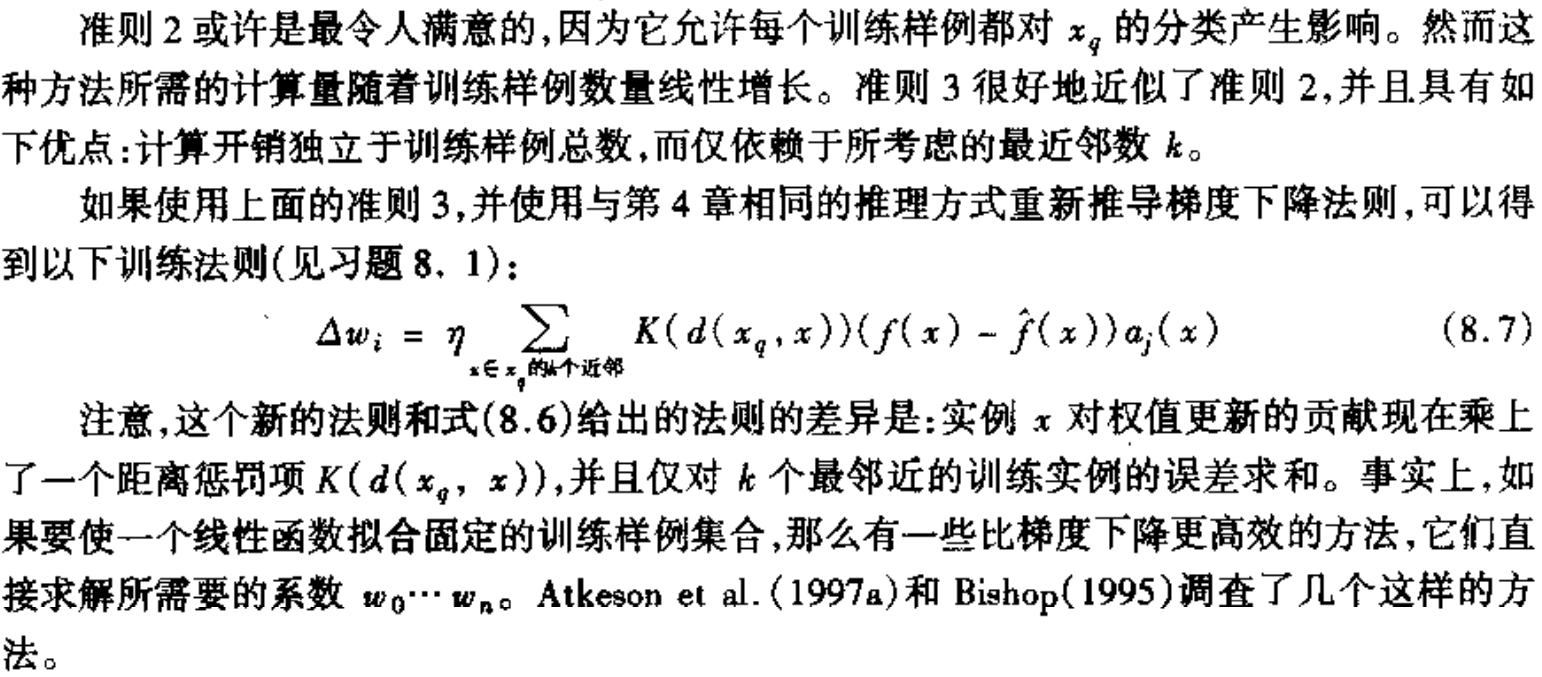 准则 2 或许是最令人满意的,因为它允许每个训练样例都对 x_q 的分类产生影响。然而这
种方法所需的计算量随着训练样例数量线性增长。准则 3 很好地近似了准则 2,并且具有如
下优点:计算开销独立于训练样例总数,而仅依赖于所考虑的最近邻数 k。
如果使用上面的准则 3,并使用与第 4 章相同的推理方式重新推导梯度下降法则,可以得
到以下训练法则(见习题 8. 1):
Δw_i = η ∑_{x∈x_q的k个近邻} K(d(x_q, x))(f(x) - f̂(x))a_j(x) (8.7)
注意,这个新的法则和式(8.6)给出的法则的差异是:实例 x 对权值更新的贡献现在乘上
了一个距离惩罚项 K(d(x_q, x)),并且仅对 k 个最邻近的训练实例的误差求和。事实上,如
果要使一个线性函数拟合固定的训练样例集合,那么有一些比梯度下降更高效的方法,它们直
接求解所需要的系数 w_0…w_n。Atkeson et al.(1997a)和 Bishop(1995)调查了几个这样的方
法。